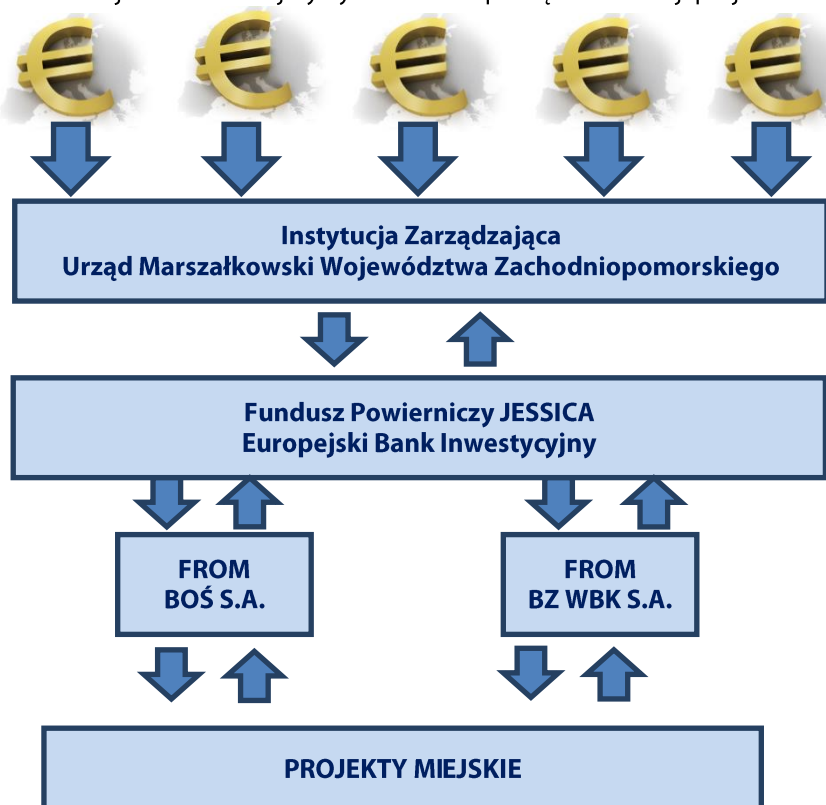 Instytucja Zarządzająca
Urząd Marszałkowski Województwa Zachodniopomorskiego
Fundusz Powierniczy JESSICA
Europejski Bank Inwestycyjny
FROM
BOŚ S.A.
FROM
BZ WBK S.A.
PROJEKTY MIEJSKIE